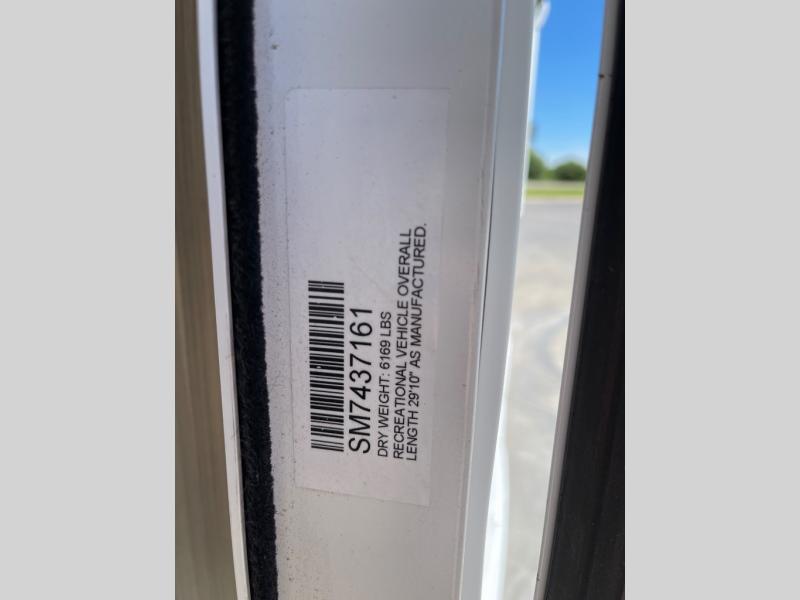 SM7437161
DRY WEIGHT: 6169 LBS
RECREATIONAL VEHICLE OVERALL
LENGTH 29'10" AS MANUFACTURED.